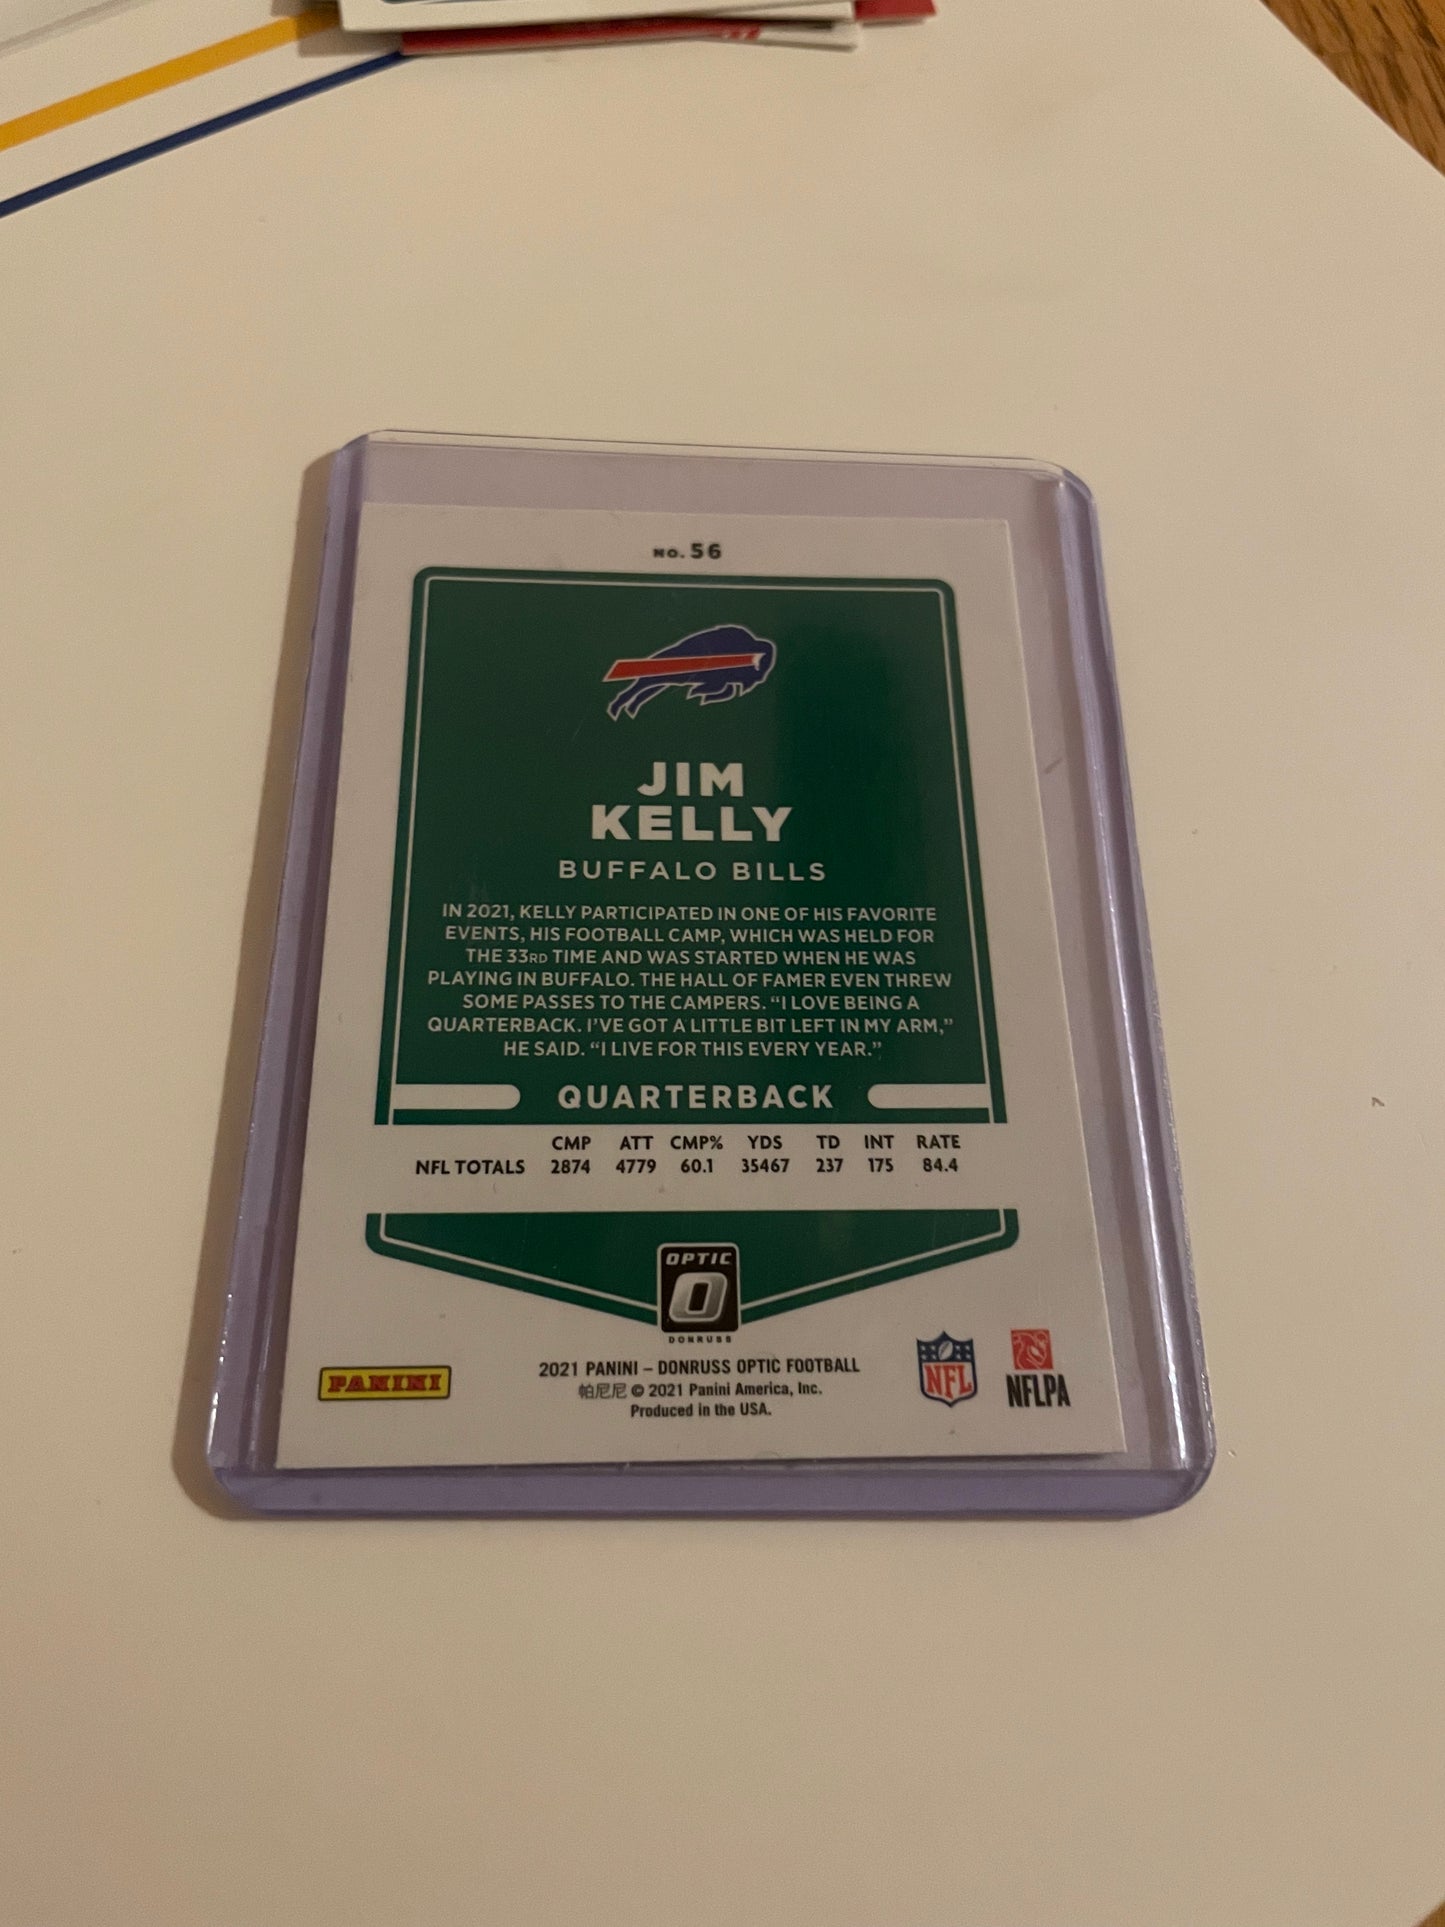 NO. 56
JIM
KELLY
BUFFALO BILLS
IN 2021, KELLY PARTICIPATED IN ONE OF HIS FAVORITE
EVENTS, HIS FOOTBALL CAMP, WHICH WAS HELD FOR
THE 33RD TIME AND WAS STARTED WHEN HE WAS
PLAYING IN BUFFALO. THE HALL OF FAMER EVEN THREW
SOME PASSES TO THE CAMPERS. “I LOVE BEING A
QUARTERBACK. I’VE GOT A LITTLE BIT LEFT IN MY ARM,”
HE SAID. “I LIVE FOR THIS EVERY YEAR.”
QUARTERBACK
CMP ATT CMP% YDS TD INT RATE
NFL TOTALS 2874 4779 60.1 35467 237 175 84.4
OPTIC
O
DONRUSS
PANINI
2021 PANINI – DONRUSS OPTIC FOOTBALL
帕尼尼 © 2021 Panini America, Inc.
Produced in the USA.
NFL
NFLPA